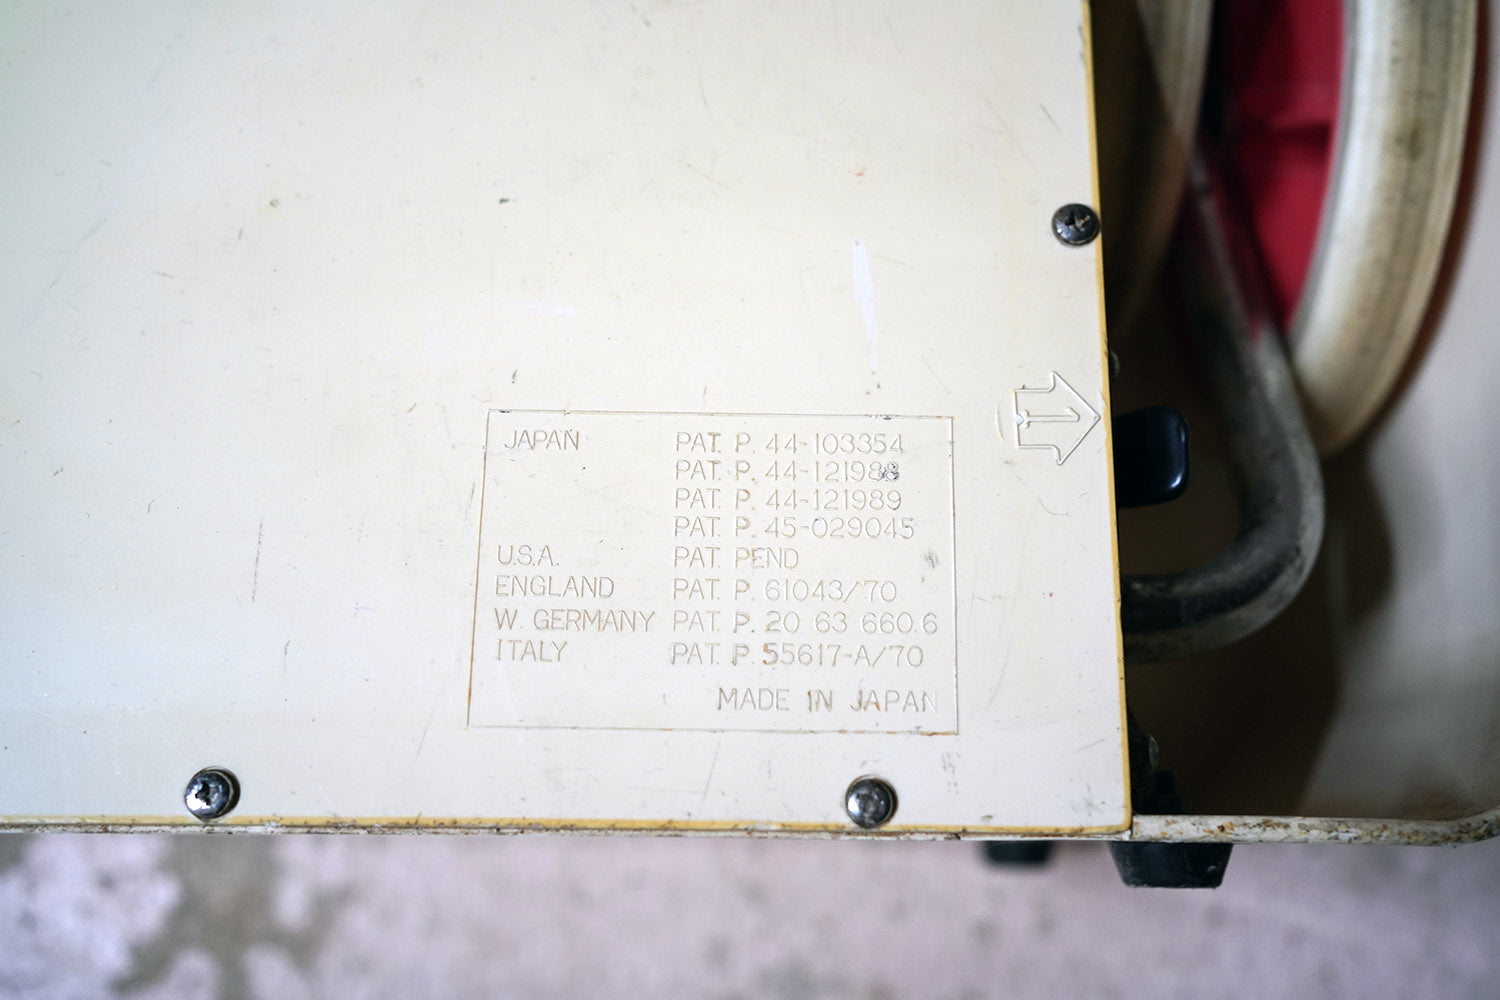 JAPAN PAT. P. 44-103354
PAT. P. 44-121988
PAT. P. 44-121989
PAT. P. 45-029045
U.S.A. PAT. PEND
ENGLAND PAT. P. 61043/70
W. GERMANY PAT. P. 20 63 660.6
ITALY PAT. P. 55617-A/70
MADE IN JAPAN